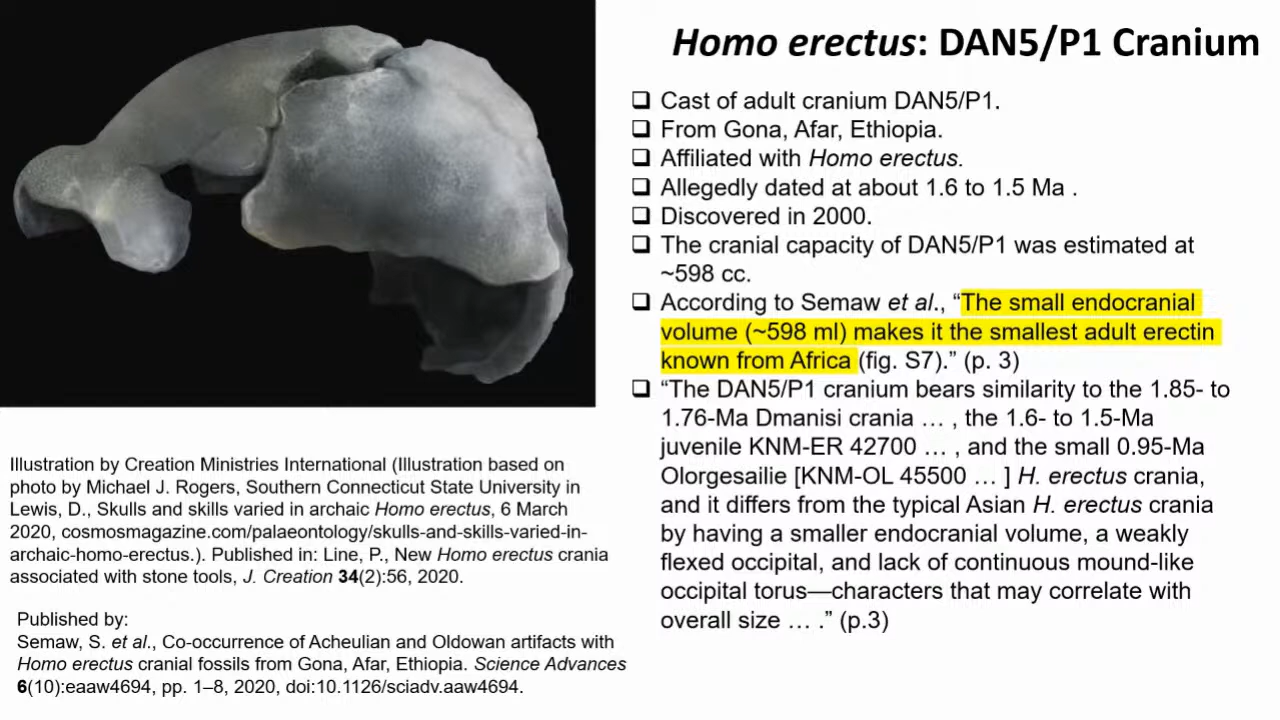 Homo erectus: DAN5/P1 Cranium
❑ Cast of adult cranium DAN5/P1.
❑ From Gona, Afar, Ethiopia.
❑ Affiliated with Homo erectus.
❑ Allegedly dated at about 1.6 to 1.5 Ma .
❑ Discovered in 2000.
❑ The cranial capacity of DAN5/P1 was estimated at
~598 cc.
❑ According to Semaw et al., “The small endocranial
volume (~598 ml) makes it the smallest adult erectin
known from Africa (fig. S7).” (p. 3)
❑ “The DAN5/P1 cranium bears similarity to the 1.85- to
1.76-Ma Dmanisi crania … , the 1.6- to 1.5-Ma
juvenile KNM-ER 42700 … , and the small 0.95-Ma
Olorgesailie [KNM-OL 45500 … ] H. erectus crania,
and it differs from the typical Asian H. erectus crania
by having a smaller endocranial volume, a weakly
flexed occipital, and lack of continuous mound-like
occipital torus—characters that may correlate with
overall size … .” (p.3)
Illustration by Creation Ministries International (Illustration based on
photo by Michael J. Rogers, Southern Connecticut State University in
Lewis, D., Skulls and skills varied in archaic Homo erectus, 6 March
2020, cosmosmagazine.com/palaeontology/skulls-and-skills-varied-in-
archaic-homo-erectus.). Published in: Line, P., New Homo erectus crania
associated with stone tools, J. Creation 34(2):56, 2020.
Published by:
Semaw, S. et al., Co-occurrence of Acheulian and Oldowan artifacts with
Homo erectus cranial fossils from Gona, Afar, Ethiopia. Science Advances
6(10):eaaw4694, pp. 1–8, 2020, doi:10.1126/sciadv.aaw4694.